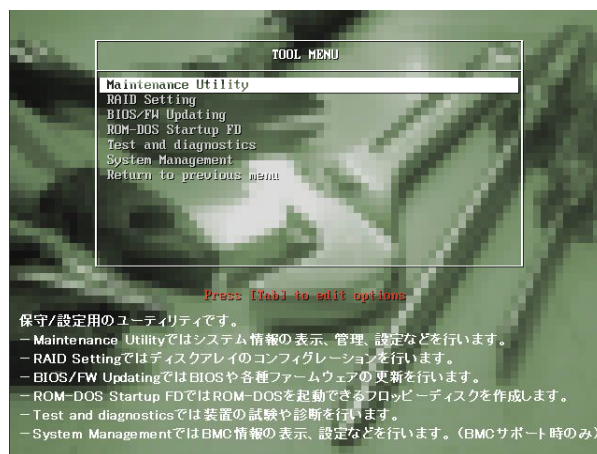 TOOL MENU
Maintenance Utility
RAID Setting
BIOS/FW Updating
ROM-DOS Startup FD
Test and diagnostics
System Management
Return to previous menu
Press [Tab] to edit options
保守/設定用のユーティリティです。
－Maintenance Utilityではシステム情報の表示、管理、設定などを行います。
－RAID Settingではディスクアレイのコンフィグレーションを行います。
－BIOS/FW UpdatingではBIOSや各種ファームウェアの更新を行います。
－ROM-DOS Startup FDではROM-DOSを起動できるフロッピーディスクを作成します。
－Test and diagnosticsでは装置の試験や診断を行います。
－System ManagementではBMC情報の表示、設定などを行います。（BMCサポート時のみ）